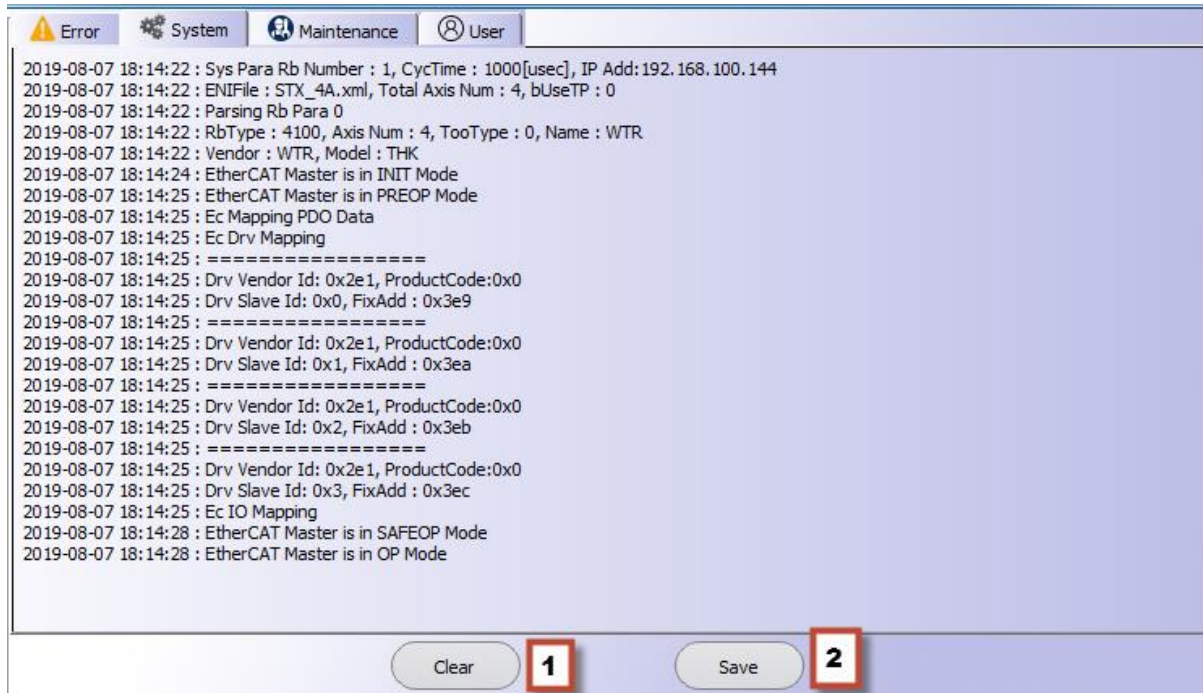 Error System Maintenance User
2019-08-07 18:14:22 : Sys Para Rb Number : 1, CycTime : 1000[usec], IP Add:192.168.100.144
2019-08-07 18:14:22 : ENIFile : STX_4A.xml, Total Axis Num : 4, bUseTP : 0
2019-08-07 18:14:22 : Parsing Rb Para 0
2019-08-07 18:14:22 : RbType : 4100, Axis Num : 4, TooType : 0, Name : WTR
2019-08-07 18:14:22 : Vendor : WTR, Model : THK
2019-08-07 18:14:24 : EtherCAT Master is in INIT Mode
2019-08-07 18:14:25 : EtherCAT Master is in PREOP Mode
2019-08-07 18:14:25 : Ec Mapping PDO Data
2019-08-07 18:14:25 : Ec Drv Mapping
2019-08-07 18:14:25 : ==================
2019-08-07 18:14:25 : Drv Vendor Id: 0x2e1, ProductCode:0x0
2019-08-07 18:14:25 : Drv Slave Id: 0x0, FixAdd : 0x3e9
2019-08-07 18:14:25 : ==================
2019-08-07 18:14:25 : Drv Vendor Id: 0x2e1, ProductCode:0x0
2019-08-07 18:14:25 : Drv Slave Id: 0x1, FixAdd : 0x3ea
2019-08-07 18:14:25 : ==================
2019-08-07 18:14:25 : Drv Vendor Id: 0x2e1, ProductCode:0x0
2019-08-07 18:14:25 : Drv Slave Id: 0x2, FixAdd : 0x3eb
2019-08-07 18:14:25 : ==================
2019-08-07 18:14:25 : Drv Vendor Id: 0x2e1, ProductCode:0x0
2019-08-07 18:14:25 : Drv Slave Id: 0x3, FixAdd : 0x3ec
2019-08-07 18:14:25 : Ec IO Mapping
2019-08-07 18:14:28 : EtherCAT Master is in SAFEOP Mode
2019-08-07 18:14:28 : EtherCAT Master is in OP Mode
Clear 1 Save 2